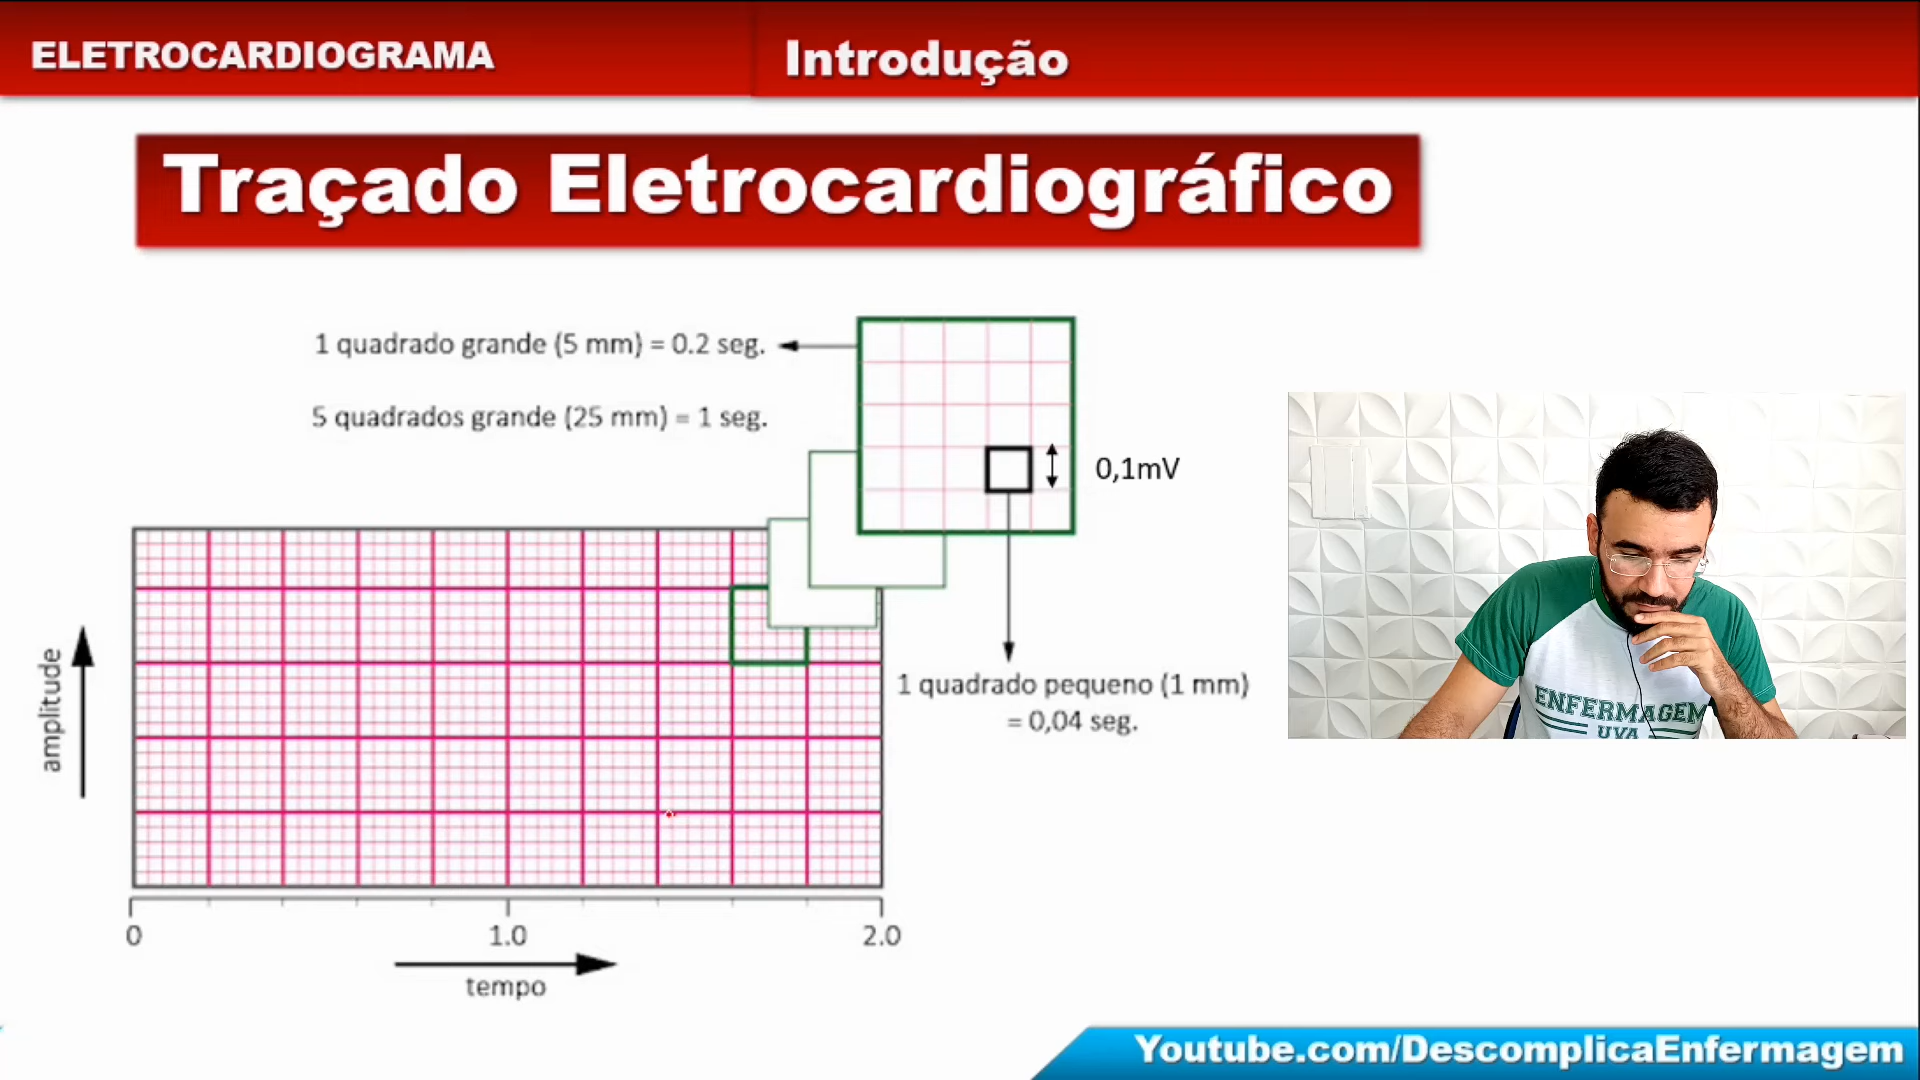 ELETROCARDIOGRAMA
Introdução
Traçado Eletrocardiográfico
1 quadrado grande (5 mm) = 0.2 seg.
5 quadrados grande (25 mm) = 1 seg.
0,1mV
1 quadrado pequeno (1 mm)
= 0,04 seg.
amplitude
0
1.0
2.0
tempo
ENFERMAGEM
UVA
Youtube.com/DescomplicaEnfermagem